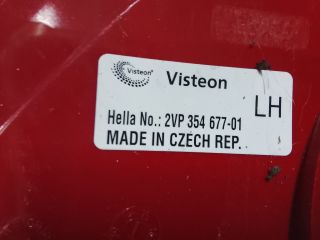 Visteon® Visteon
LH
Hella No.: 2VP 354 677-01
MADE IN CZECH REP.